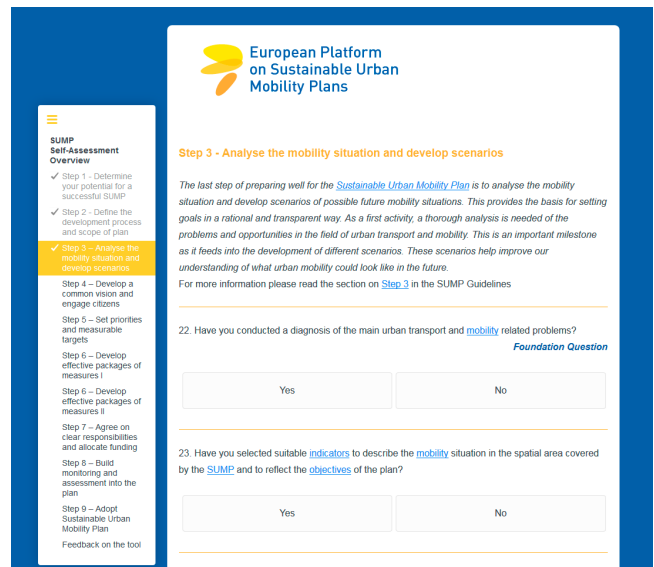 European Platform
on Sustainable Urban
Mobility Plans
SUMP
Self-Assessment
Overview
Step 1 - Determine
your potential for a
successful SUMP
Step 2 - Define the
development process
and scope of plan
Step 3 – Analyse the
mobility situation and
develop scenarios
Step 4 – Develop a
common vision and
engage citizens
Step 5 – Set priorities
and measurable
targets
Step 6 – Develop
effective packages of
measures I
Step 6 – Develop
effective packages of
measures II
Step 7 – Agree on
clear responsibilities
and allocate funding
Step 8 – Build
monitoring and
assessment into the
plan
Step 9 – Adopt
Sustainable Urban
Mobility Plan
Feedback on the tool
Step 3 - Analyse the mobility situation and develop scenarios
The last step of preparing well for the Sustainable Urban Mobility Plan is to analyse the mobility
situation and develop scenarios of possible future mobility situations. This provides the basis for setting
goals in a rational and transparent way. As a first activity, a thorough analysis is needed of the
problems and opportunities in the field of urban transport and mobility. This is an important milestone
as it feeds into the development of different scenarios. These scenarios help improve our
understanding of what urban mobility could look like in the future.
For more information please read the section on Step 3 in the SUMP Guidelines
22. Have you conducted a diagnosis of the main urban transport and mobility related problems?
Foundation Question
Yes No
23. Have you selected suitable indicators to describe the mobility situation in the spatial area covered
by the SUMP and to reflect the objectives of the plan?
Yes No